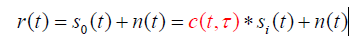 r(t) = s₀(t) + n(t) = c(t, τ) * sᵢ(t) + n(t)